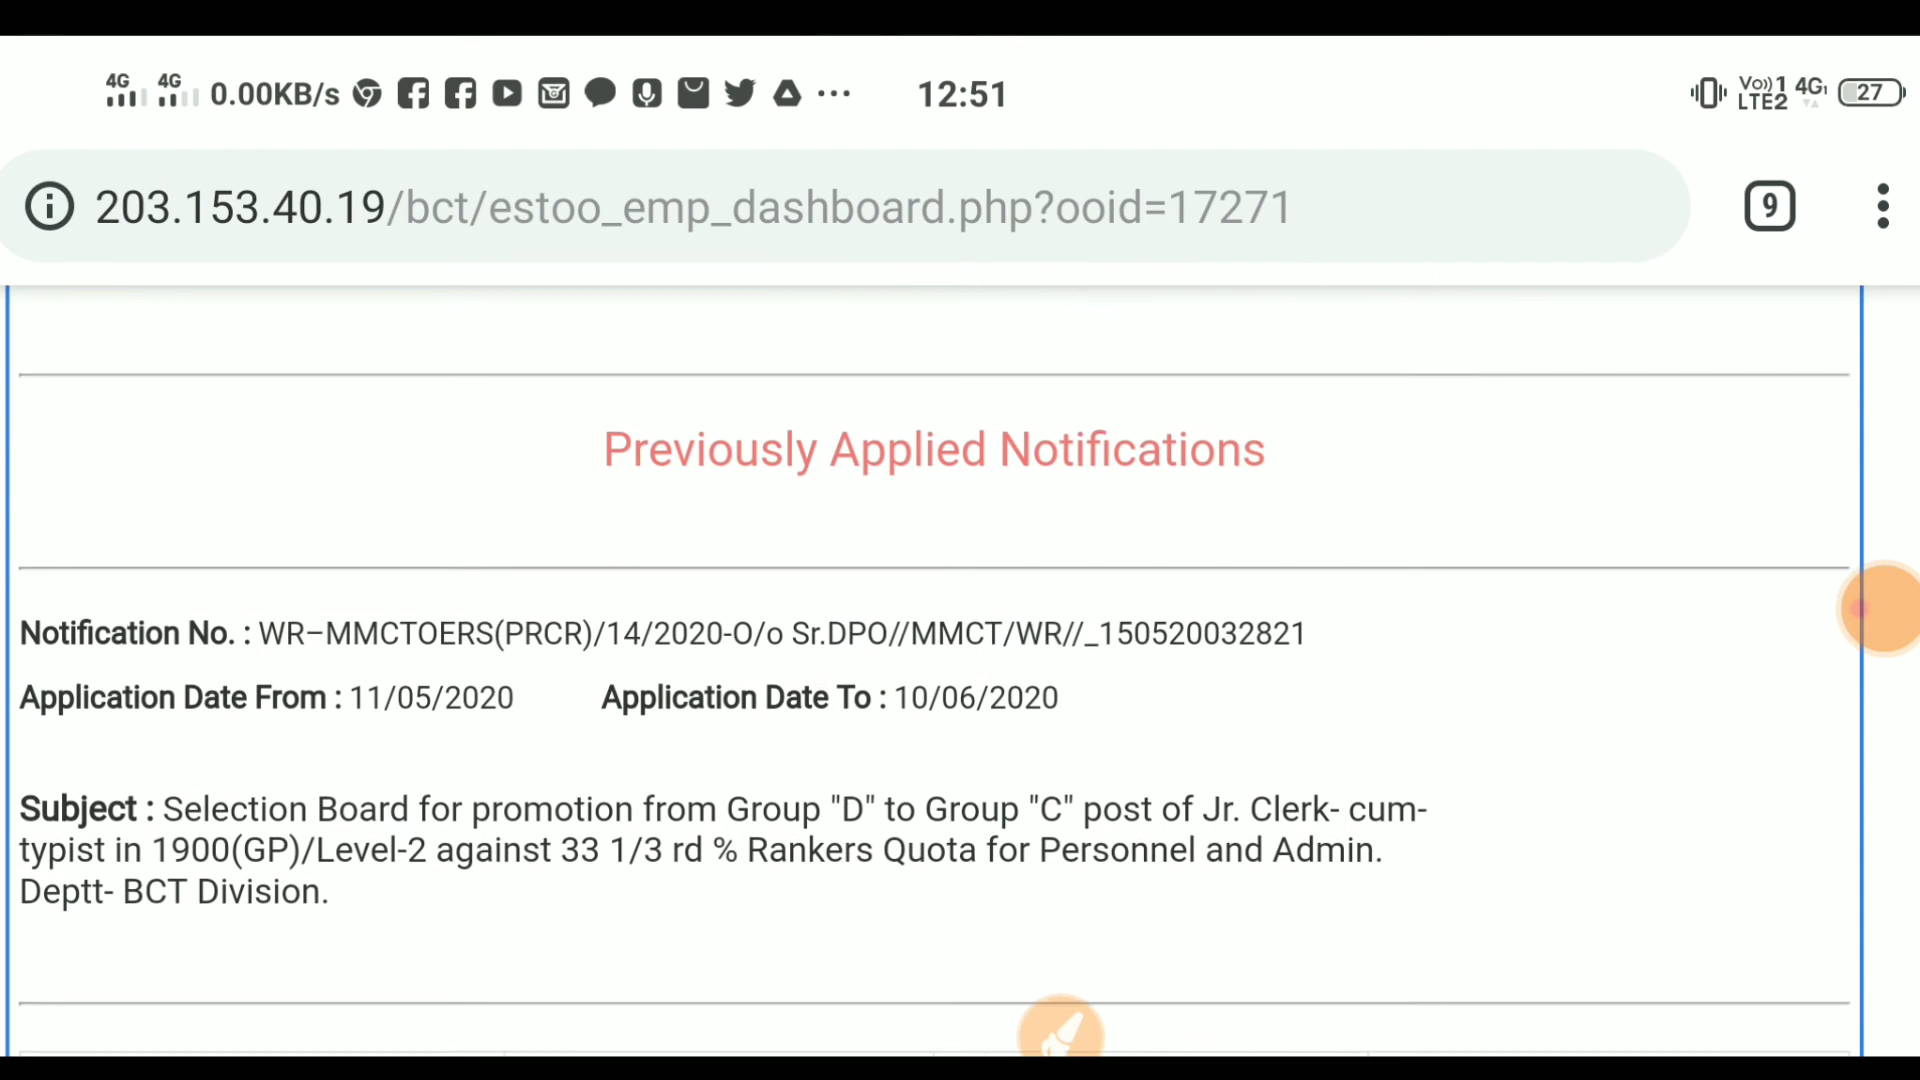 4G 4G 0.00KB/s 12:51 Vo)) 1 LTE2 4G 27
203.153.40.19/bct/estoo_emp_dashboard.php?ooid=17271 9
Previously Applied Notifications
Notification No. : WR–MMCTOERS(PRCR)/14/2020-O/o Sr.DPO//MMCT/WR//_150520032821
Application Date From : 11/05/2020 Application Date To : 10/06/2020
Subject : Selection Board for promotion from Group "D" to Group "C" post of Jr. Clerk- cum-
typist in 1900(GP)/Level-2 against 33 1/3 rd % Rankers Quota for Personnel and Admin.
Deptt- BCT Division.